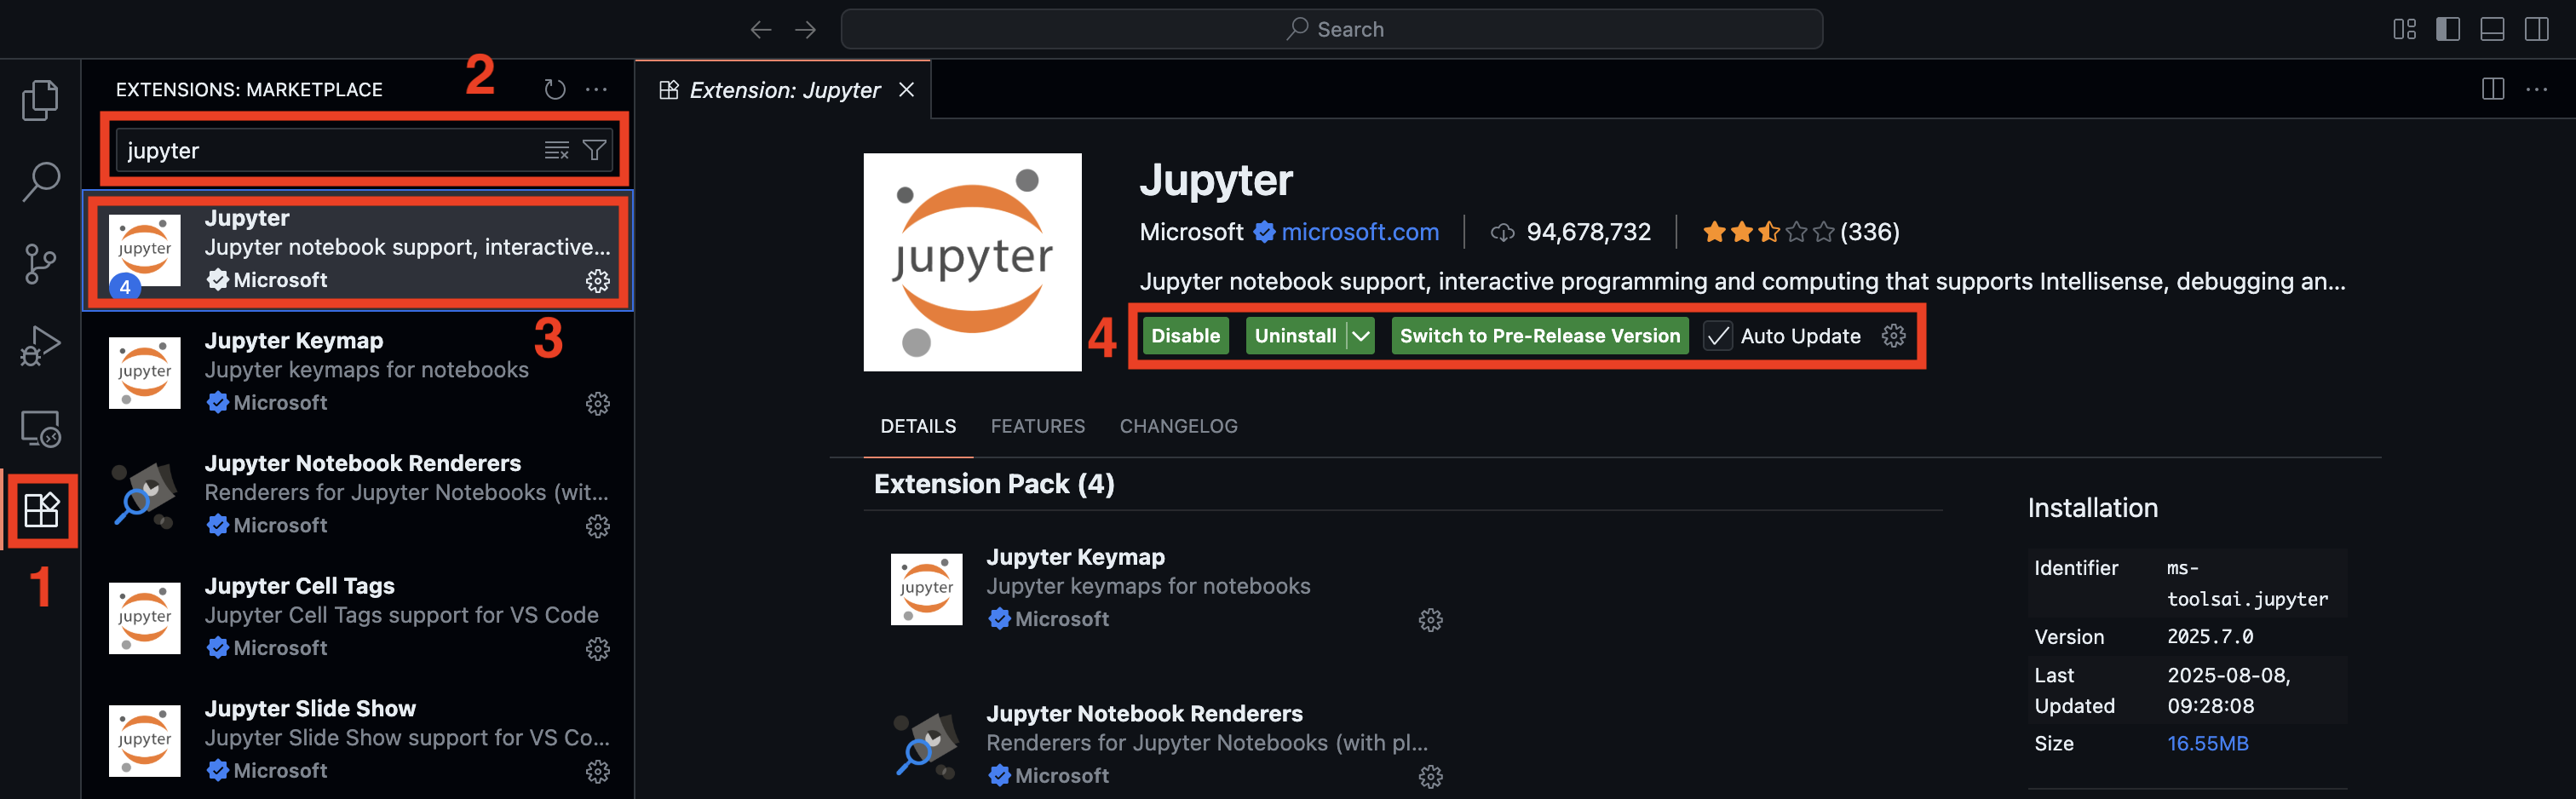 Search
EXTENSIONS: MARKETPLACE
2
jupyter
Jupyter
Jupyter notebook support, interactive...
Microsoft
jupyter
4
3
Jupyter Keymap
Jupyter keymaps for notebooks
Microsoft
jupyter
Jupyter Notebook Renderers
Renderers for Jupyter Notebooks (wit...
Microsoft
1
Jupyter Cell Tags
Jupyter Cell Tags support for VS Code
Microsoft
jupyter
Jupyter Slide Show
Jupyter Slide Show support for VS Co...
Microsoft
jupyter
Extension: Jupyter
jupyter
Jupyter
Microsoft microsoft.com 94,678,732 (336)
Jupyter notebook support, interactive programming and computing that supports Intellisense, debugging an...
4
Disable Uninstall Switch to Pre-Release Version Auto Update
DETAILS FEATURES CHANGELOG
Extension Pack (4)
jupyter
Jupyter Keymap
Jupyter keymaps for notebooks
Microsoft
Jupyter Notebook Renderers
Renderers for Jupyter Notebooks (with pl...
Microsoft
Installation
Identifier ms-
toolsai.jupyter
Version 2025.7.0
Last 2025-08-08,
Updated 09:28:08
Size 16.55MB